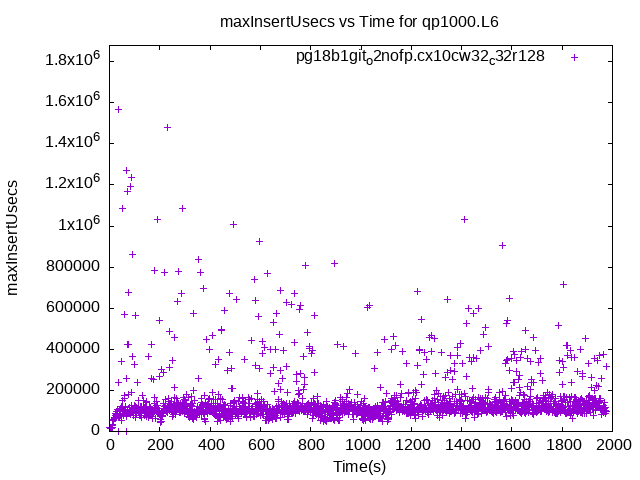 maxInsertUsecs vs Time for qp1000.L6
pg18b1git_o2nofp.cx10cw32_c32r128
1.8x10^6
1.6x10^6
1.4x10^6
1.2x10^6
1x10^6
800000
600000
400000
200000
0
maxInsertUsecs
0 200 400 600 800 1000 1200 1400 1600 1800 2000
Time(s)